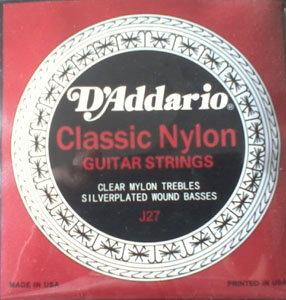 D'Addario®
Classic Nylon
GUITAR STRINGS
CLEAR NYLON TREBLES
SILVERPLATED WOUND BASSES
J27
MADE IN USA
PRINTED IN USA